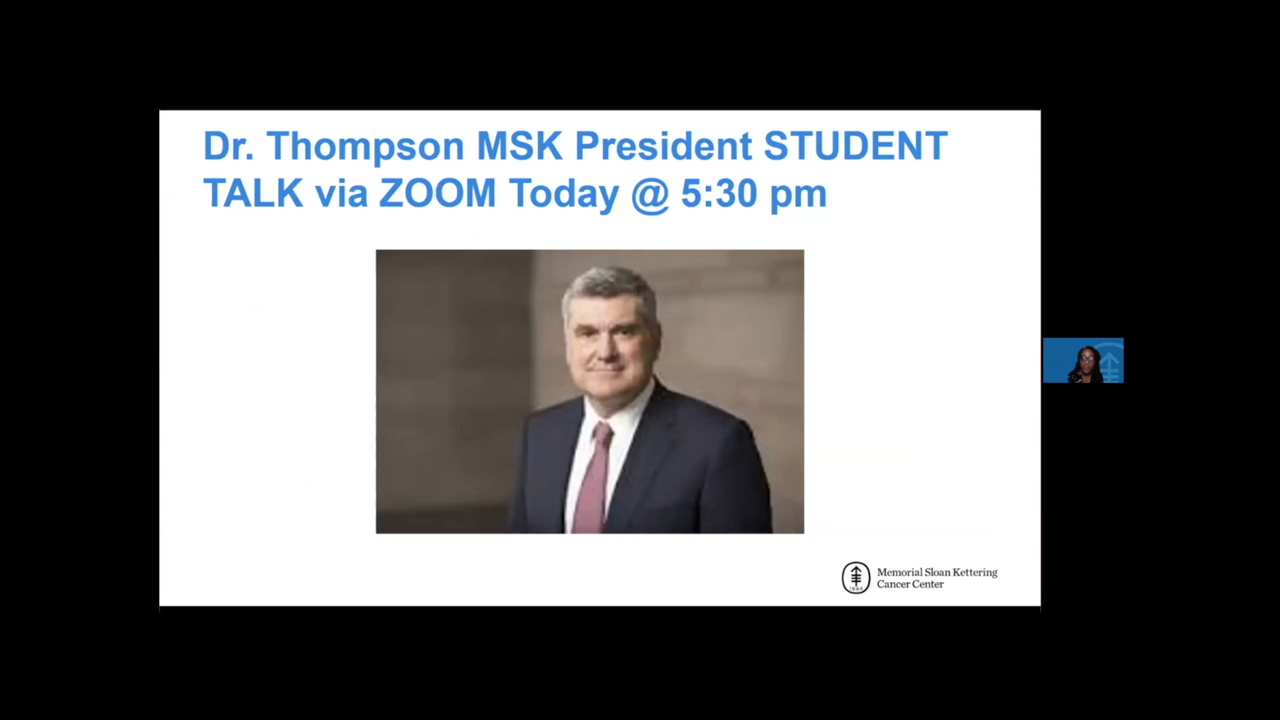 Dr. Thompson MSK President STUDENT
TALK via ZOOM Today @ 5:30 pm
Memorial Sloan Kettering
Cancer Center